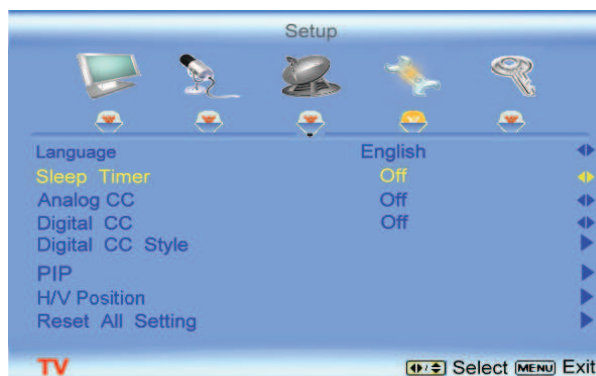 Setup
Language English
Sleep Timer Off
Analog CC Off
Digital CC Off
Digital CC Style
PIP
H/V Position
Reset All Setting
TV Select MENU Exit